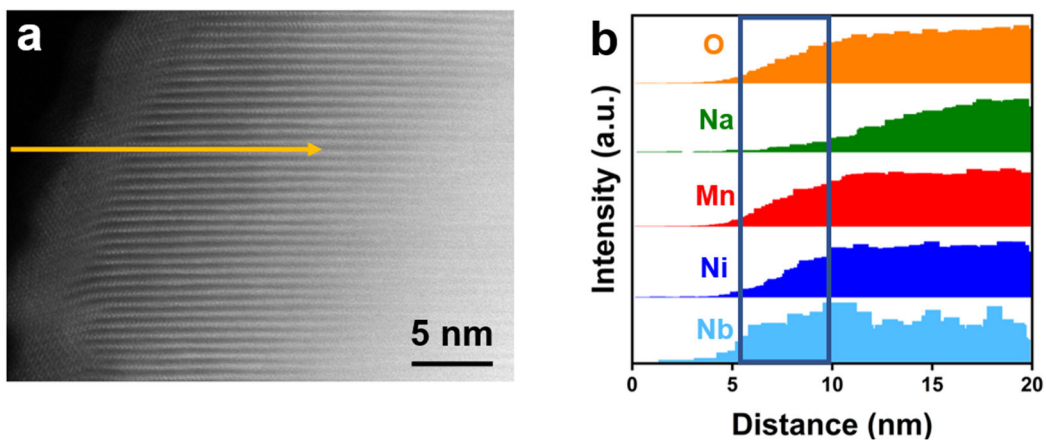 a
5 nm
b
Intensity (a.u.)
O
Na
Mn
Ni
Nb
0 5 10 15 20
Distance (nm)